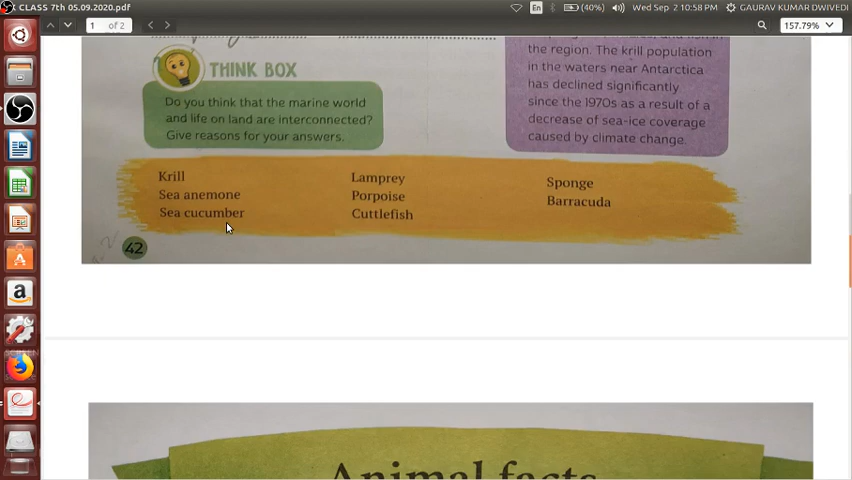 CLASS 7th 05.09.2020.pdf
En
(40%)
Wed Sep 2 10:58 PM
GAURAV KUMAR DWIVEDI
1
of 2
157.79%
THINK BOX
Do you think that the marine world
and life on land are interconnected?
Give reasons for your answers.
the region. The krill population
in the waters near Antarctica
has declined significantly
since the 1970s as a result of a
decrease of sea-ice coverage
caused by climate change.
Krill
Sea anemone
Sea cucumber
Lamprey
Porpoise
Cuttlefish
Sponge
Barracuda
42
Animal facts